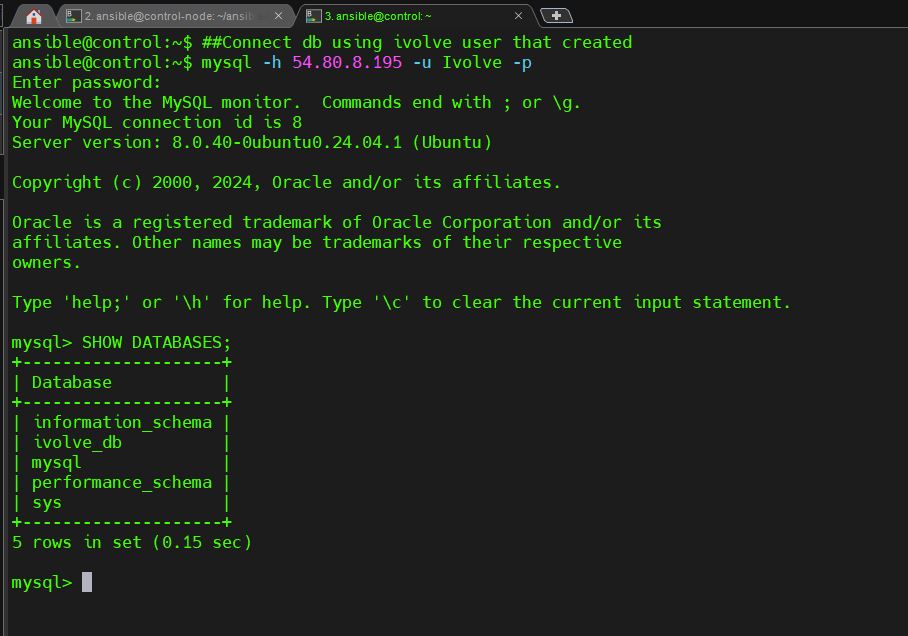 2. ansible@control-node: ~/ansib
3. ansible@control: ~
ansible@control:~$ ##Connect db using ivolve user that created
ansible@control:~$ mysql -h 54.80.8.195 -u Ivolve -p
Enter password:
Welcome to the MySQL monitor.  Commands end with ; or \g.
Your MySQL connection id is 8
Server version: 8.0.40-0ubuntu0.24.04.1 (Ubuntu)
Copyright (c) 2000, 2024, Oracle and/or its affiliates.
Oracle is a registered trademark of Oracle Corporation and/or its
affiliates. Other names may be trademarks of their respective
owners.
Type 'help;' or '\h' for help. Type '\c' to clear the current input statement.
mysql> SHOW DATABASES;
+--------------------+
| Database           |
+--------------------+
| information_schema |
| ivolve_db          |
| mysql              |
| performance_schema |
| sys                |
+--------------------+
5 rows in set (0.15 sec)
mysql>